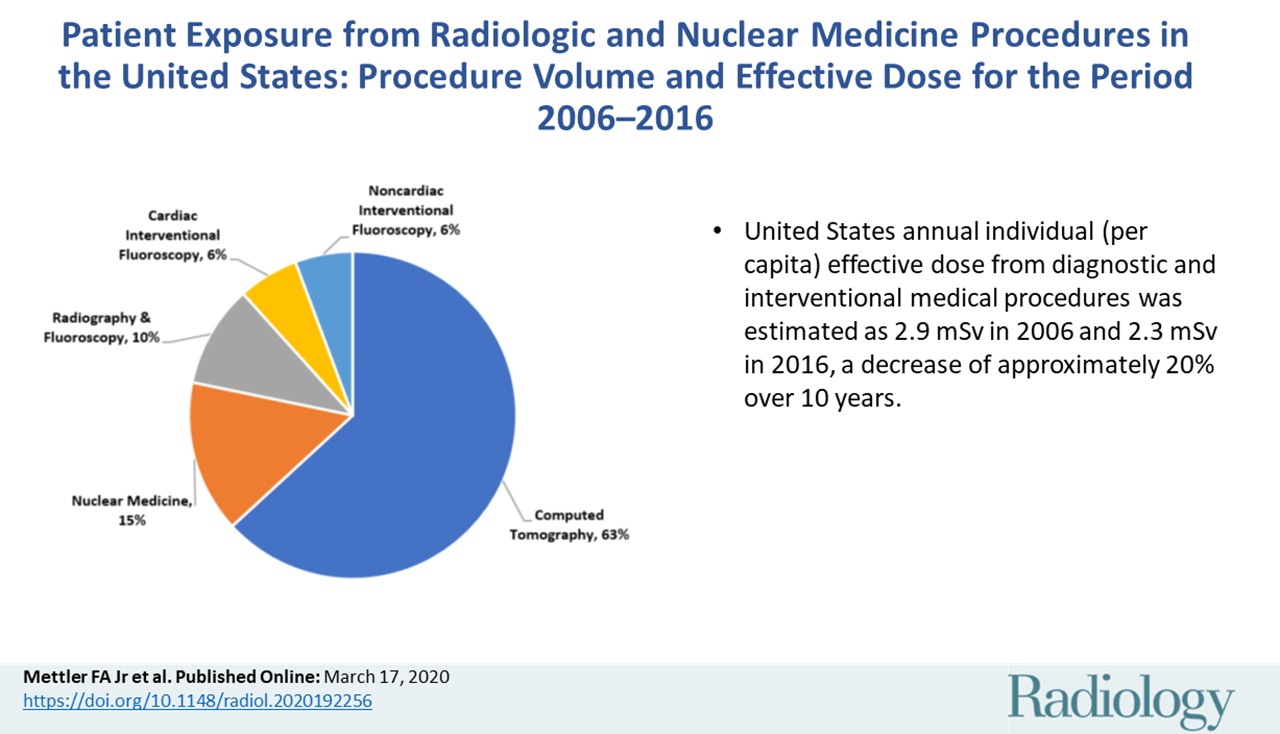 Patient Exposure from Radiologic and Nuclear Medicine Procedures in
the United States: Procedure Volume and Effective Dose for the Period
2006–2016
Noncardiac
Interventional
Fluoroscopy, 6%
Cardiac
Interventional
Fluoroscopy, 6%
Radiography &
Fluoroscopy, 10%
Nuclear Medicine,
15%
Computed
Tomography, 63%
• United States annual individual (per
capita) effective dose from diagnostic and
interventional medical procedures was
estimated as 2.9 mSv in 2006 and 2.3 mSv
in 2016, a decrease of approximately 20%
over 10 years.
Mettler FA Jr et al. Published Online: March 17, 2020
https://doi.org/10.1148/radiol.2020192256
Radiology